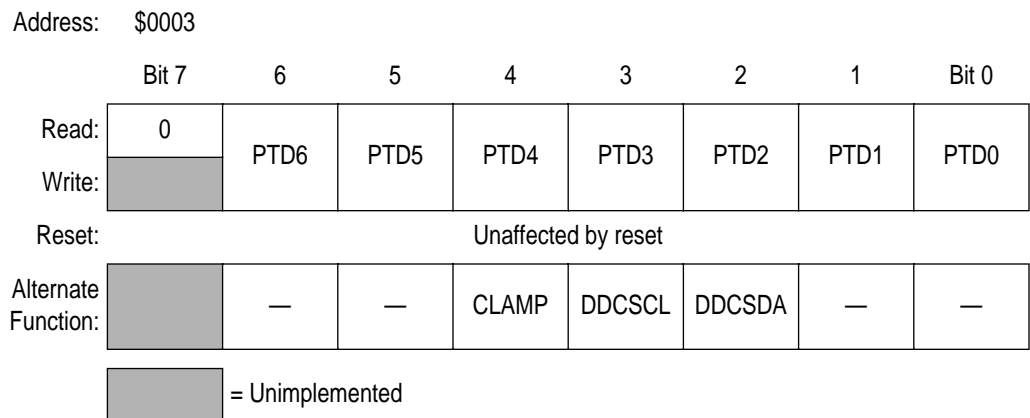 Address: $0003
Bit 7 6 5 4 3 2 1 Bit 0
Read: 0 PTD6 PTD5 PTD4 PTD3 PTD2 PTD1 PTD0
Write:
Reset: Unaffected by reset
Alternate
Function: — — CLAMP DDCSCL DDCSDA — —
= Unimplemented